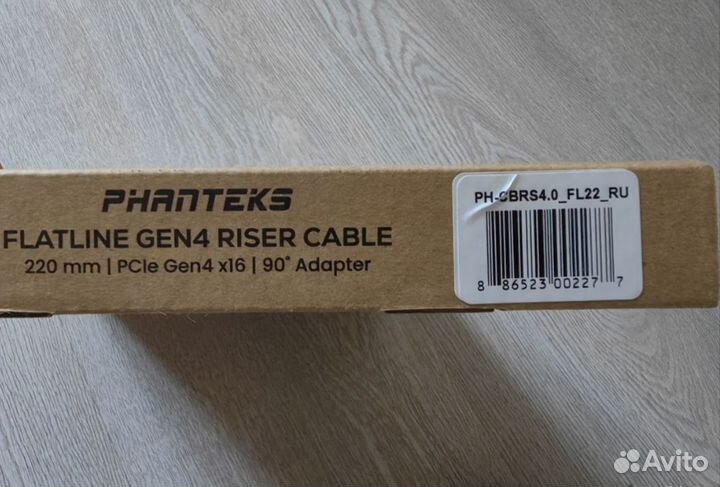 PHANTEKS
FLATLINE GEN4 RISER CABLE
220 mm | PCIe Gen4 x16 | 90° Adapter
PH-CBRS4.0_FL22_RU
8 86523 00227 7
Avito